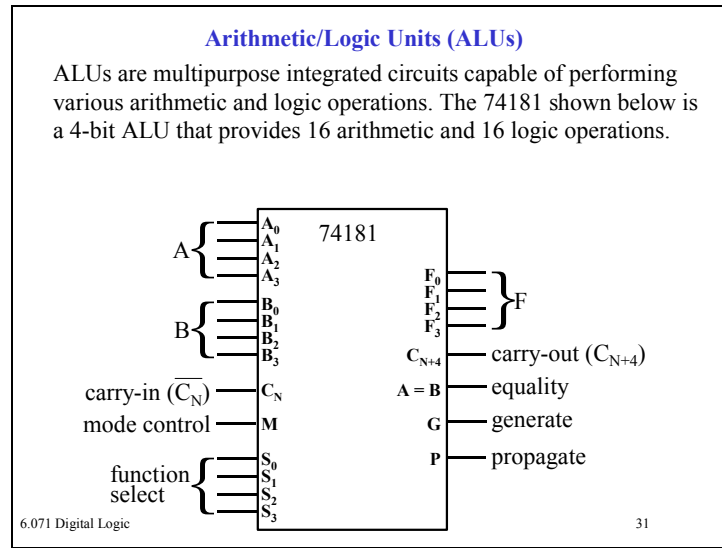 Arithmetic/Logic Units (ALUs)
ALUs are multipurpose integrated circuits capable of performing
various arithmetic and logic operations. The 74181 shown below is
a 4-bit ALU that provides 16 arithmetic and 16 logic operations.
74181
A
A₀
A₁
A₂
A₃
B
B₀
B₁
B₂
B₃
carry-in (C̅_N̅) C_N
mode control M
function
select
S₀
S₁
S₂
S₃
F₀
F₁
F₂
F₃
F
C_N+4 carry-out (C_N+4)
A = B equality
G generate
P propagate
6.071 Digital Logic 31